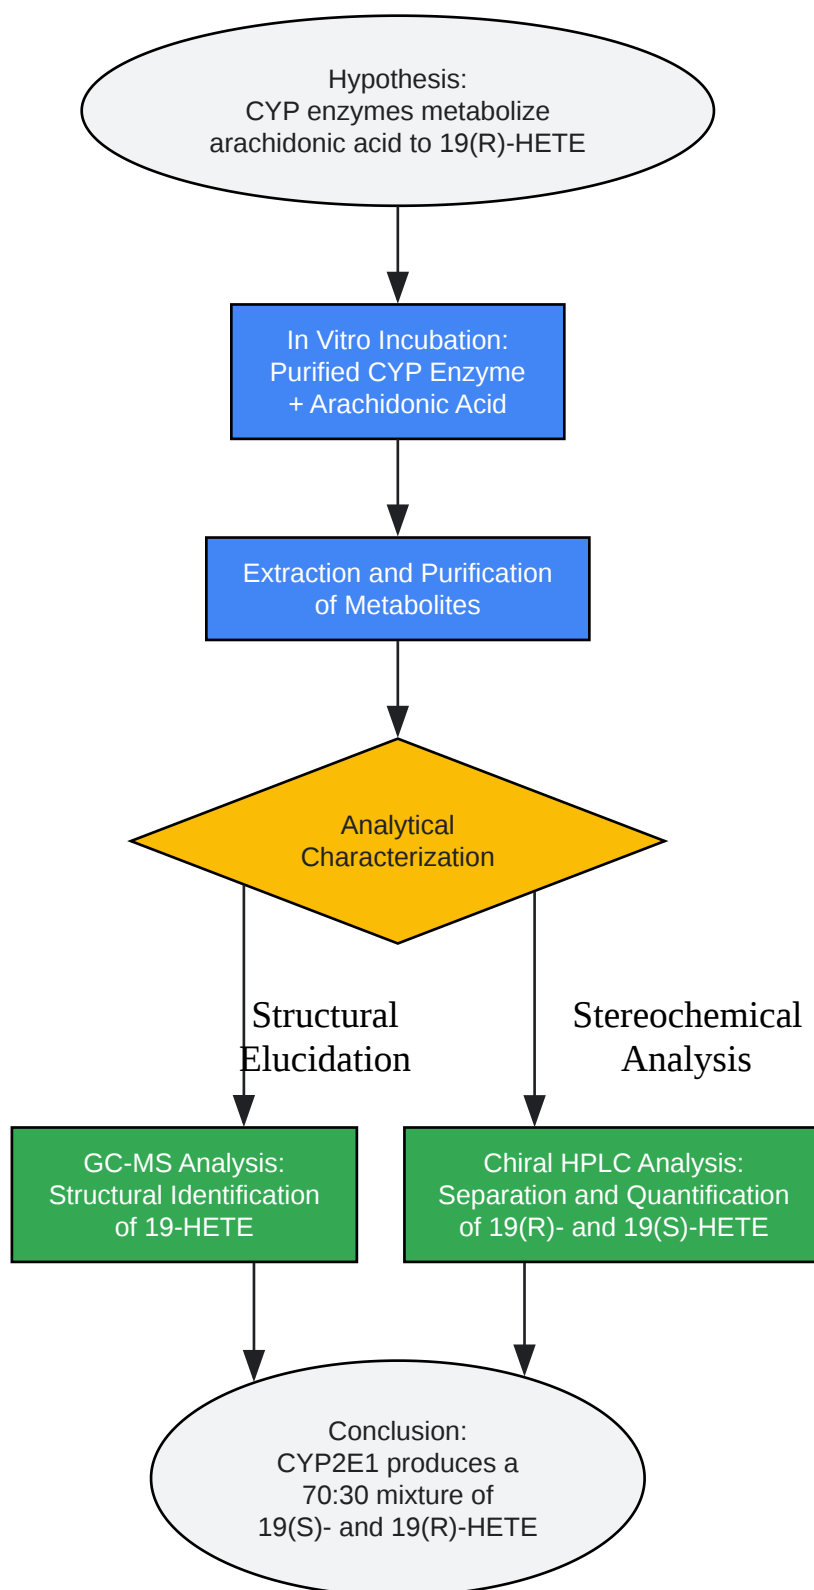 Hypothesis:
CYP enzymes metabolize
arachidonic acid to 19(R)-HETE
In Vitro Incubation:
Purified CYP Enzyme
+ Arachidonic Acid
Extraction and Purification
of Metabolites
Analytical
Characterization
Structural
Elucidation
Stereochemical
Analysis
GC-MS Analysis:
Structural Identification
of 19-HETE
Chiral HPLC Analysis:
Separation and Quantification
of 19(R)- and 19(S)-HETE
Conclusion:
CYP2E1 produces a
70:30 mixture of
19(S)- and 19(R)-HETE